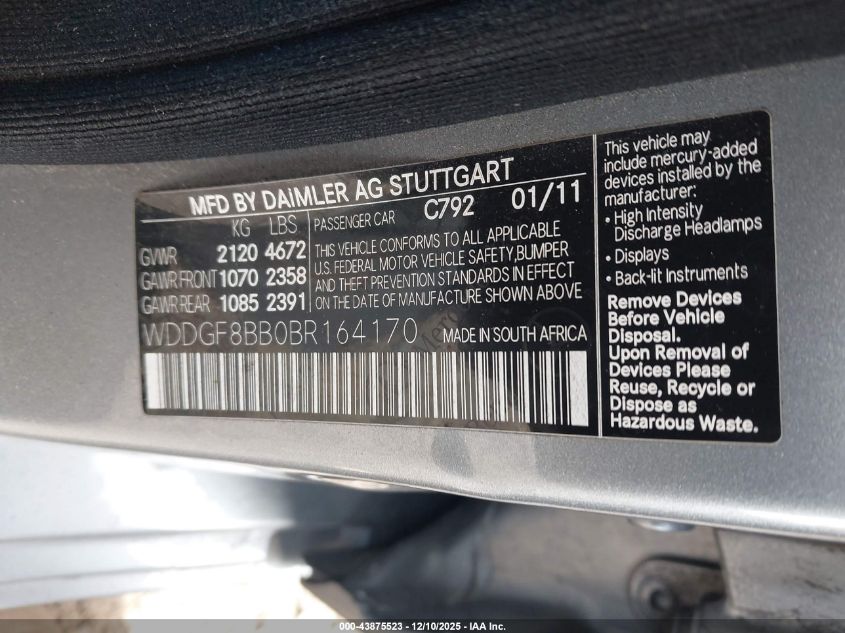 MFD BY DAIMLER AG STUTTGART
KG LBS
PASSENGER CAR C792 01/11
GVWR 2120 4672
GAWR FRONT 1070 2358
GAWR REAR 1085 2391
THIS VEHICLE CONFORMS TO ALL APPLICABLE
U.S. FEDERAL MOTOR VEHICLE SAFETY,BUMPER
AND THEFT PREVENTION STANDARDS IN EFFECT
ON THE DATE OF MANUFACTURE SHOWN ABOVE.
WDDGF8BB0BR164170 MADE IN SOUTH AFRICA
This vehicle may
include mercury-added
devices installed by the
manufacturer:
• High Intensity
Discharge Headlamps
• Displays
• Back-lit Instruments
Remove Devices
Before Vehicle
Disposal.
Upon Removal of
Devices Please
Reuse, Recycle or
Dispose as
Hazardous Waste.
000-43875523 - 12/10/2025 - IAA Inc.